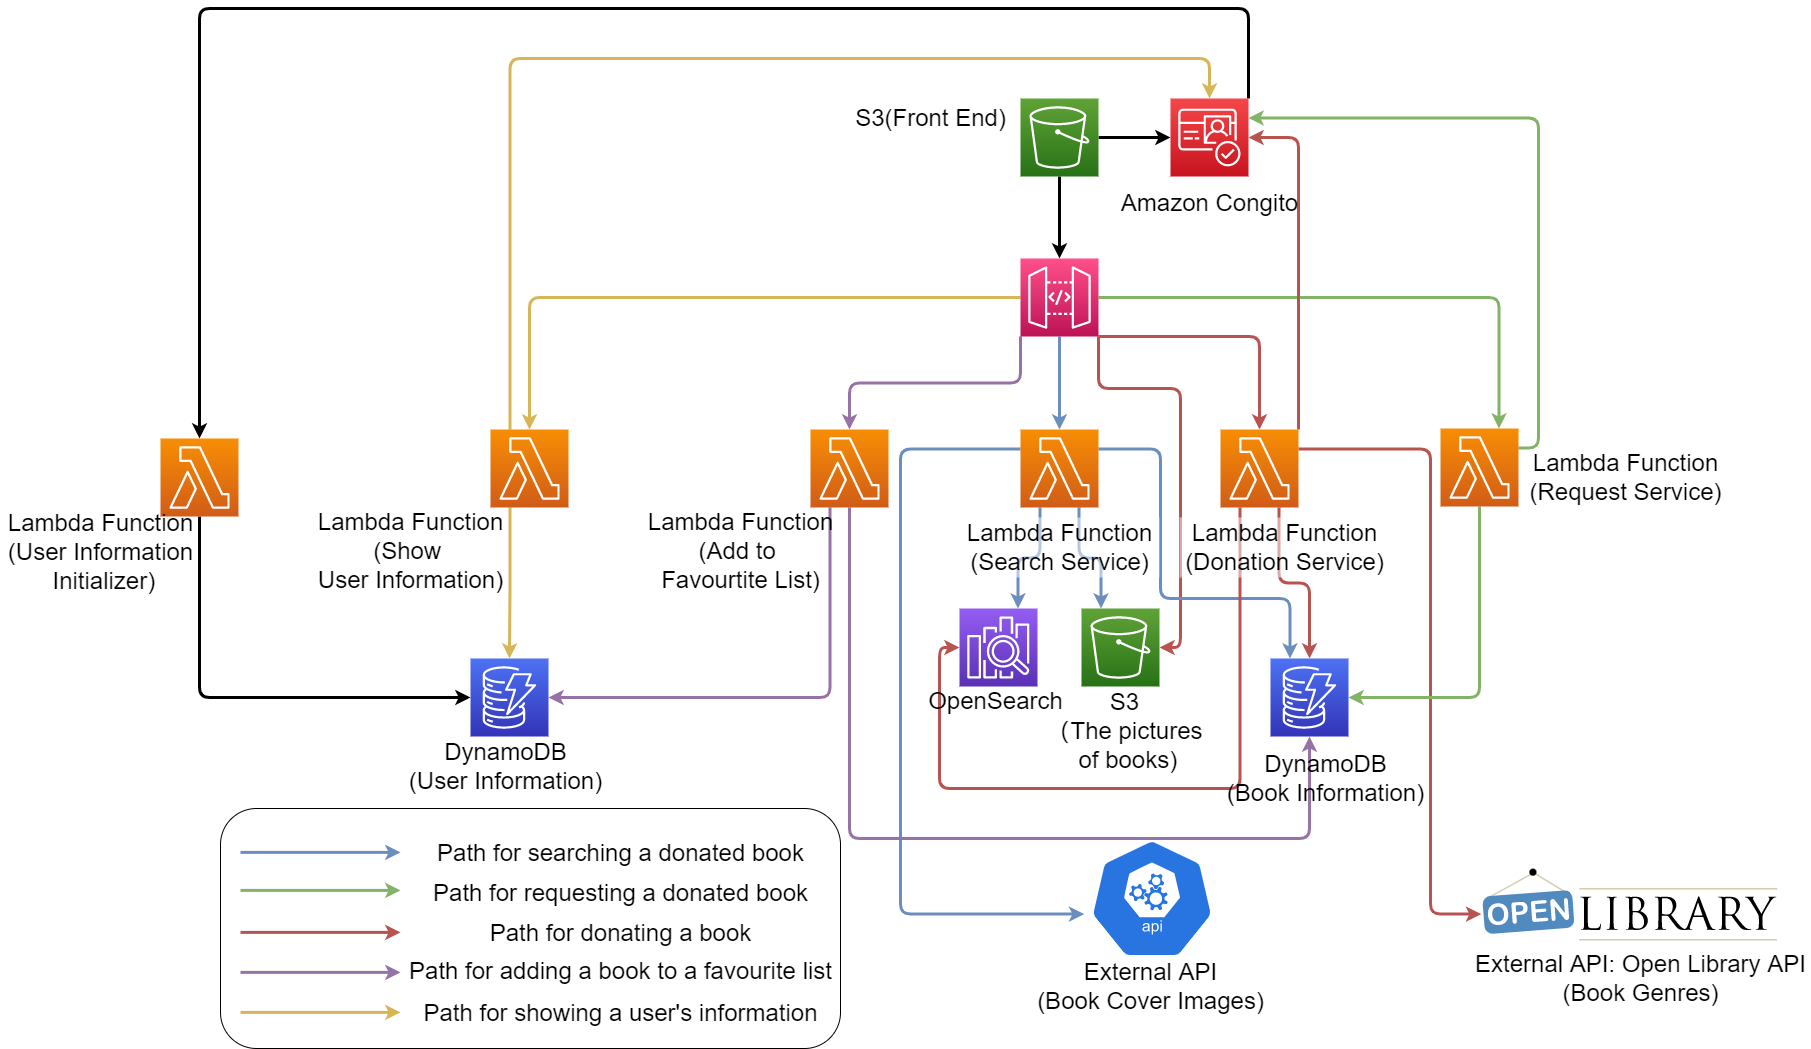 S3(Front End)
Amazon Congito
</>
Lambda Function
(User Information
Initializer)
Lambda Function
(Show
User Information)
Lambda Function
(Add to
Favourtite List)
Lambda Function
(Search Service)
Lambda Function
(Donation Service)
Lambda Function
(Request Service)
OpenSearch
S3
(The pictures
of books)
DynamoDB
(User Information)
DynamoDB
(Book Information)
Path for searching a donated book
Path for requesting a donated book
Path for donating a book
Path for adding a book to a favourite list
Path for showing a user's information
api
External API
(Book Cover Images)
OPEN LIBRARY
External API: Open Library API
(Book Genres)